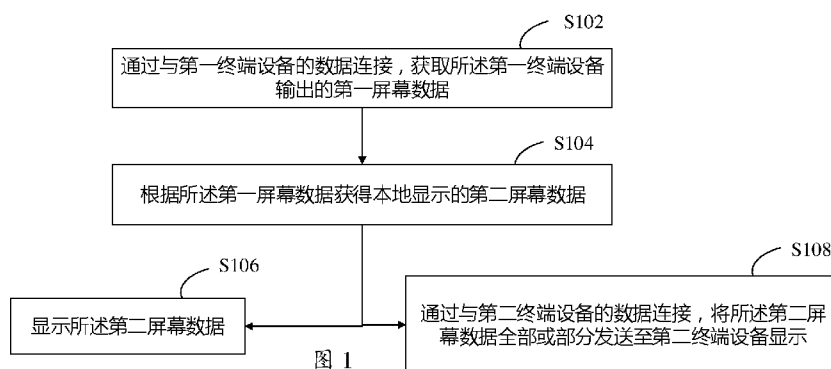 S102
通过与第一终端设备的数据连接，获取所述第一终端设备
输出的第一屏幕数据
S104
根据所述第一屏幕数据获得本地显示的第二屏幕数据
S106
显示所述第二屏幕数据
S108
通过与第二终端设备的数据连接，将所述第二屏
幕数据全部或部分发送至第二终端设备显示
图 1